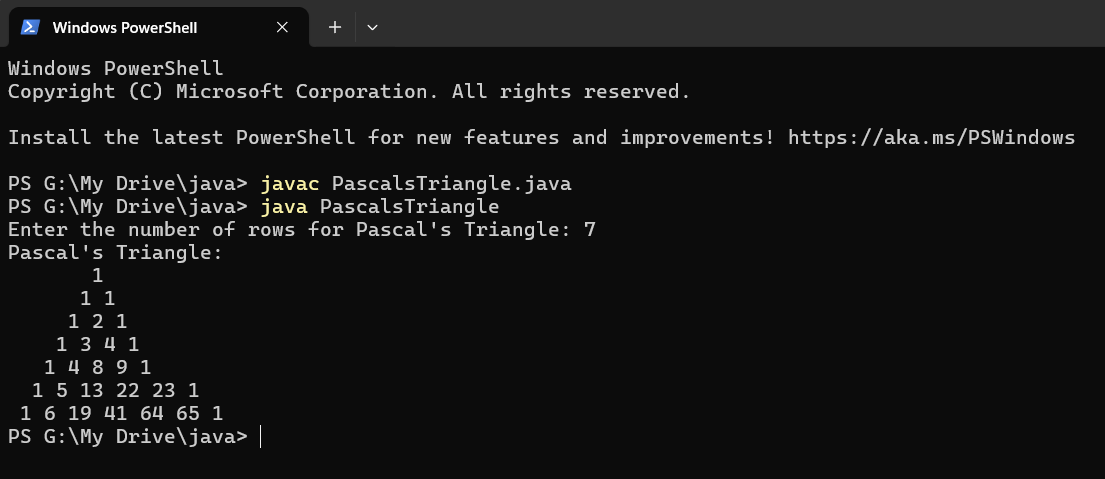 Windows PowerShell
Windows PowerShell
Copyright (C) Microsoft Corporation. All rights reserved.
Install the latest PowerShell for new features and improvements! https://aka.ms/PSWindows
PS G:\My Drive\java> javac PascalsTriangle.java
PS G:\My Drive\java> java PascalsTriangle
Enter the number of rows for Pascal's Triangle: 7
Pascal's Triangle:
1
1 1
1 2 1
1 3 4 1
1 4 8 9 1
1 5 13 22 23 1
1 6 19 41 64 65 1
PS G:\My Drive\java>